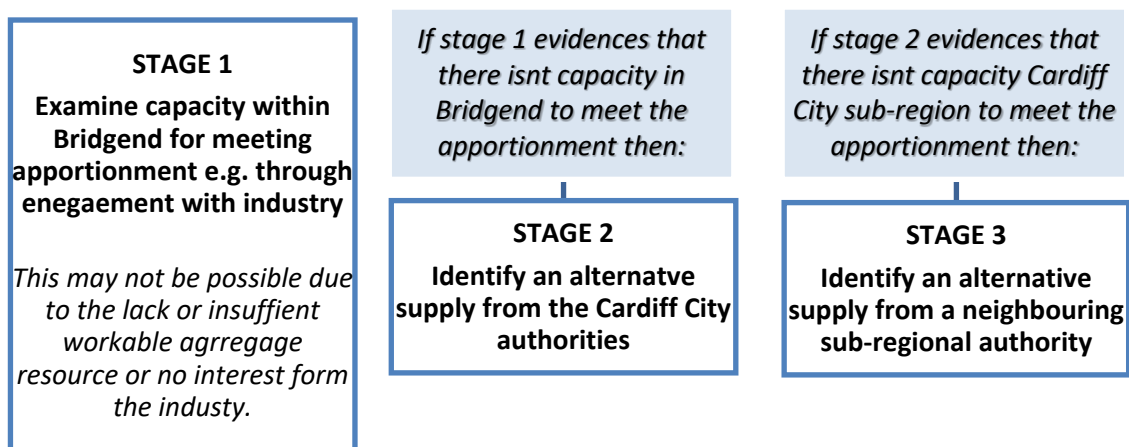 STAGE 1
Examine capacity within
Bridgend for meeting
apportionment e.g. through
enegaement with industry
This may not be possible due
to the lack or insuffient
workable agrregage
resource or no interest form
the industy.
If stage 1 evidences that
there isnt capacity in
Bridgend to meet the
apportionment then:
STAGE 2
Identify an alternatve
supply from the Cardiff City
authorities
If stage 2 evidences that
there isnt capacity Cardiff
City sub-region to meet the
apportionment then:
STAGE 3
Identify an alternative
supply from a neighbouring
sub-regional authority